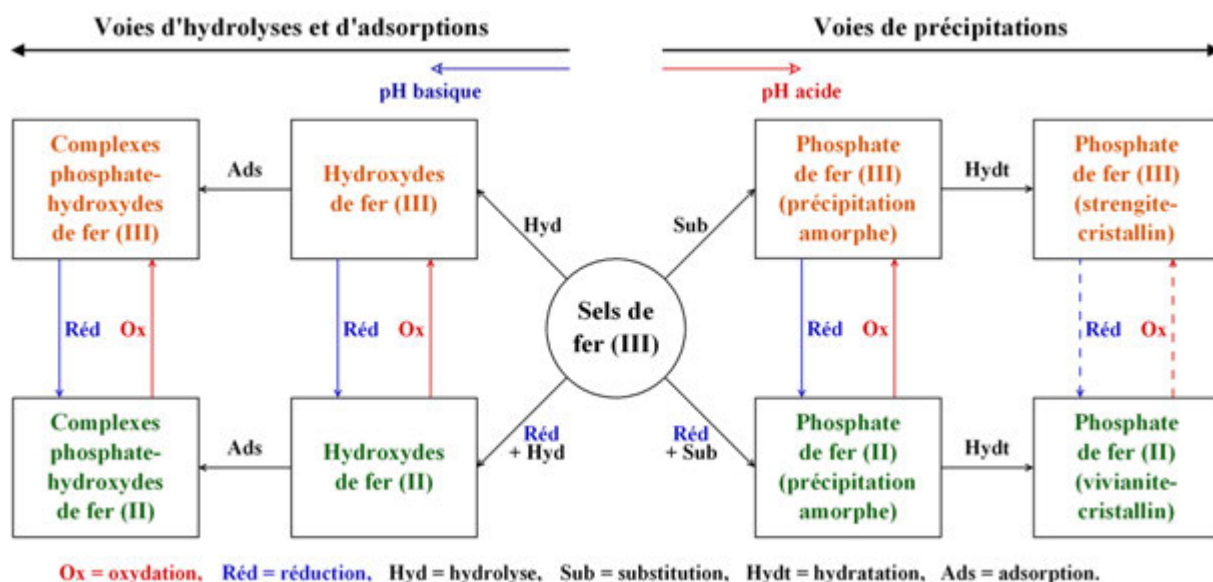 Voies d'hydrolyses et d'adsorptions
Voies de précipitations
pH basique
pH acide
Complexes
phosphate-
hydroxydes
de fer (III)
Ads
Hydroxydes
de fer (III)
Hyd
Sub
Phosphate
de fer (III)
(précipitation
amorphe)
Hydt
Phosphate
de fer (III)
(strengite-
cristallin)
Sels de
fer (III)
Réd
Ox
Réd
Ox
Réd
Ox
Réd
Ox
Complexes
phosphate-
hydroxydes
de fer (II)
Ads
Hydroxydes
de fer (II)
Réd
+ Hyd
Réd
+ Sub
Phosphate
de fer (II)
(précipitation
amorphe)
Hydt
Phosphate
de fer (II)
(vivianite-
cristallin)
Ox = oxydation, Réd = réduction, Hyd = hydrolyse, Sub = substitution, Hydt = hydratation, Ads = adsorption.